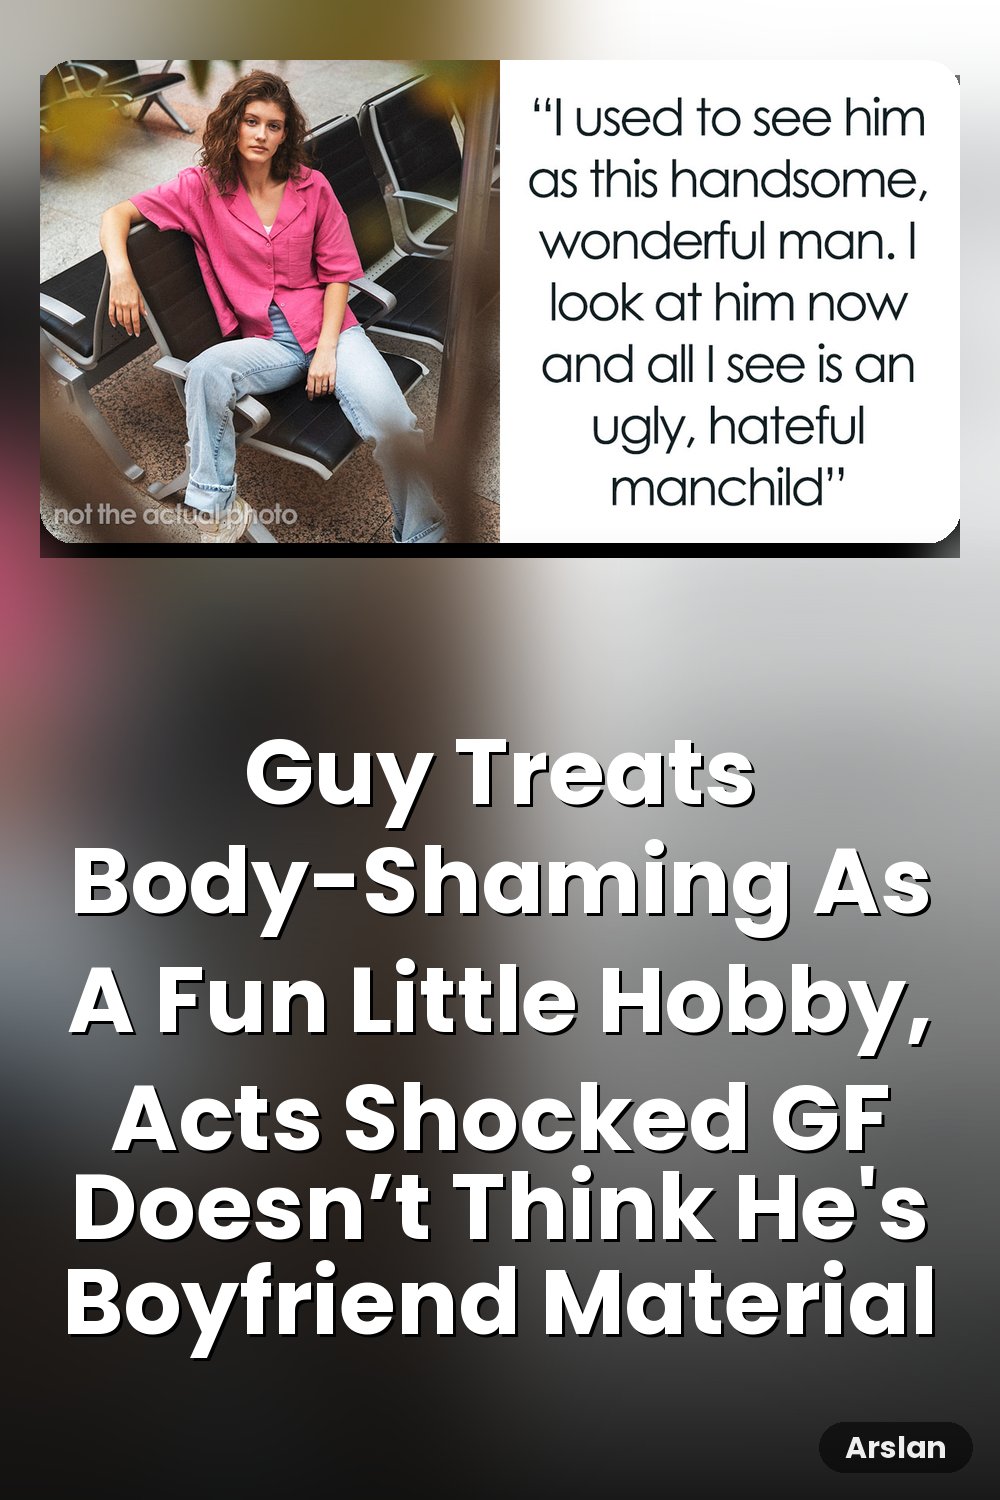 “I used to see him
as this handsome,
wonderful man. I
look at him now
and all I see is an
ugly, hateful
manchild”
not the actual photo
Guy Treats
Body-Shaming As
A Fun Little Hobby,
Acts Shocked GF
Doesn’t Think He's
Boyfriend Material
Arslan